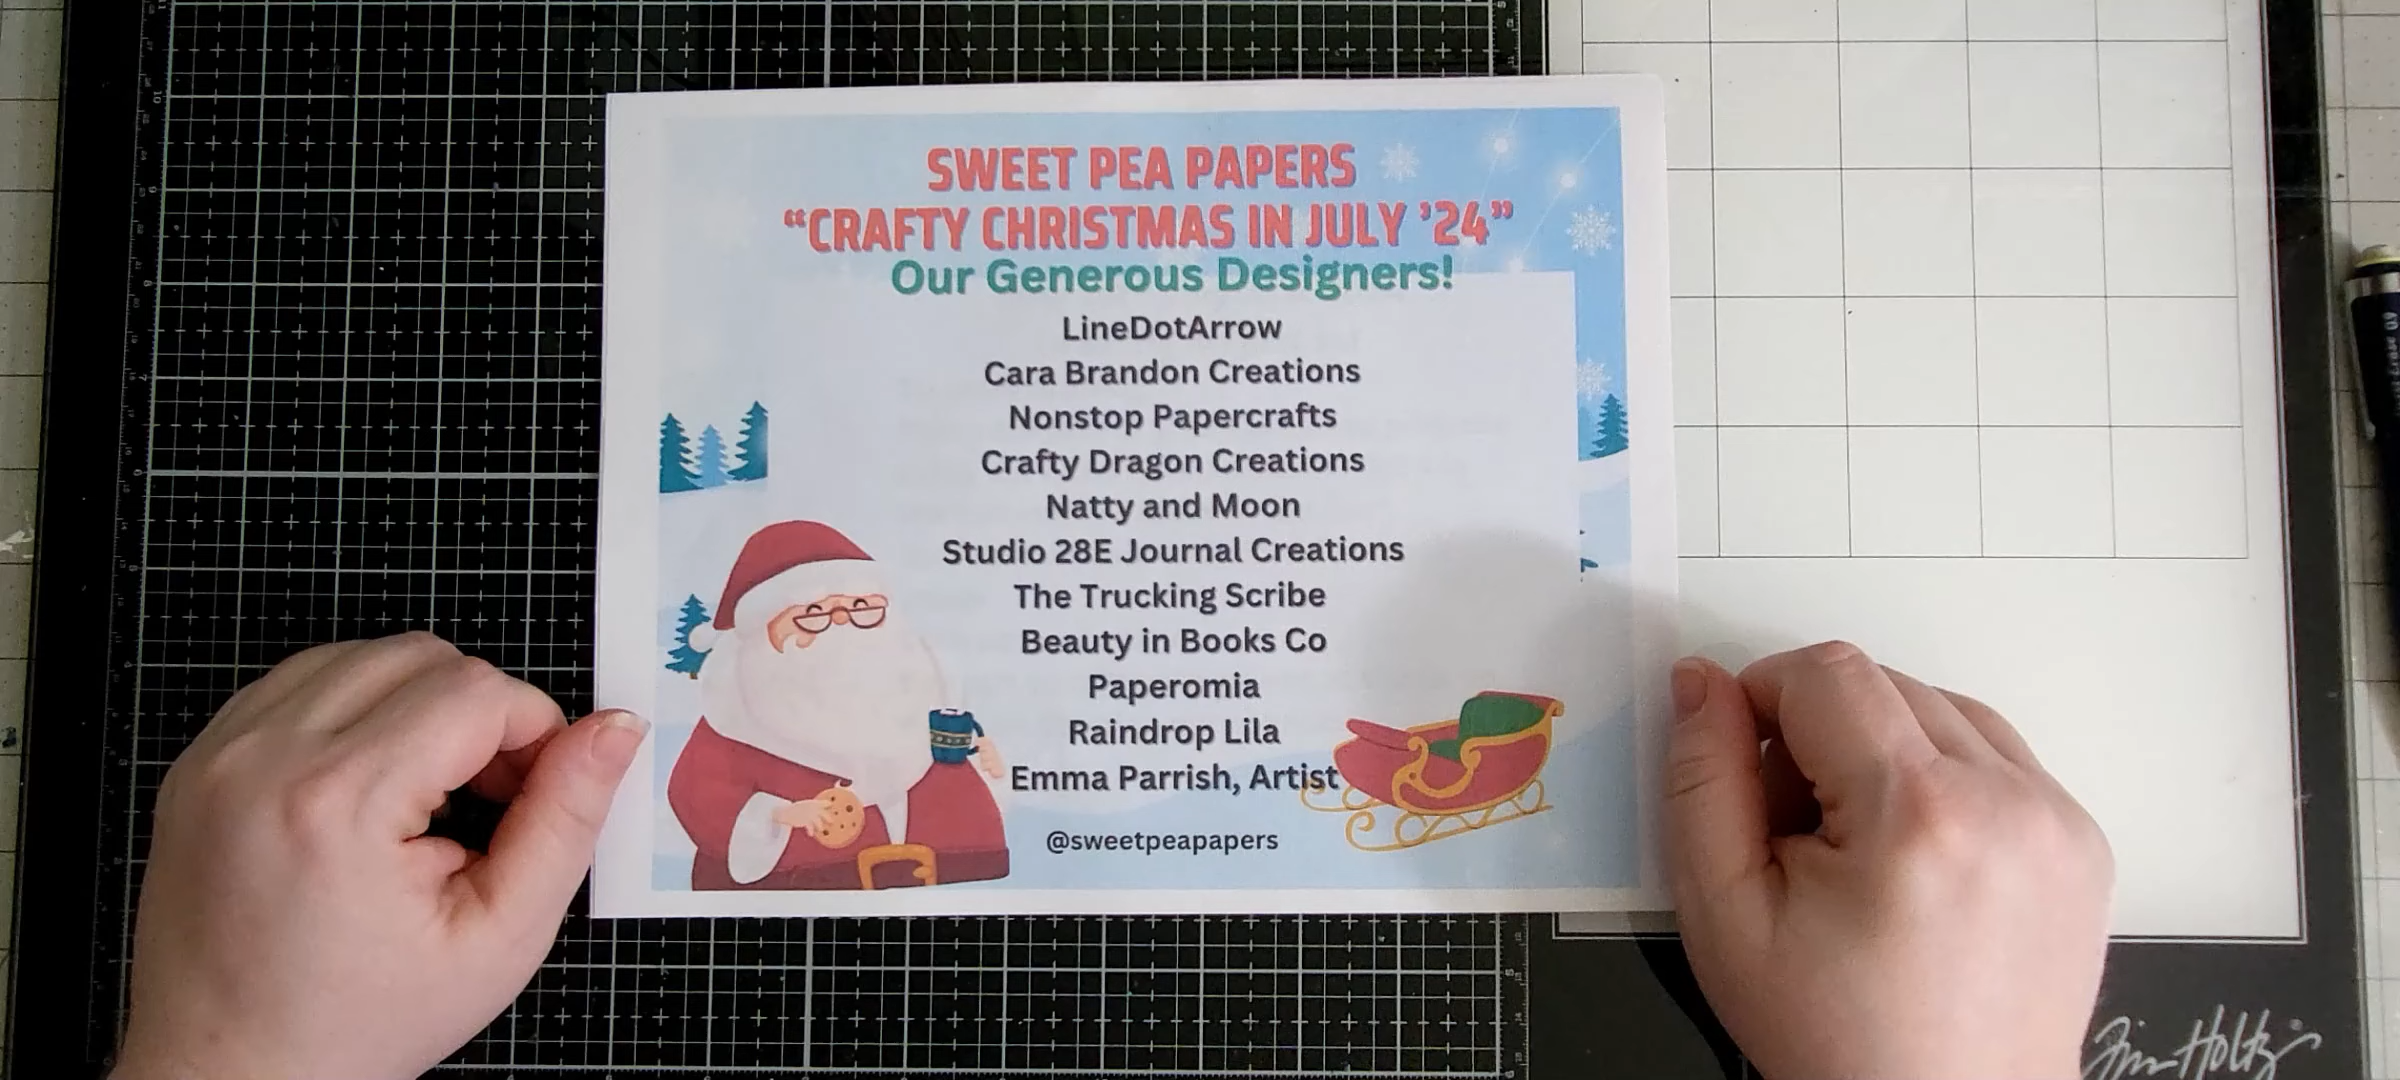 SWEET PEA PAPERS
“CRAFTY CHRISTMAS IN JULY ’24”
Our Generous Designers!
LineDotArrow
Cara Brandon Creations
Nonstop Papercrafts
Crafty Dragon Creations
Natty and Moon
Studio 28E Journal Creations
The Trucking Scribe
Beauty in Books Co
Paperomia
Raindrop Lila
Emma Parrish, Artist
@sweetpeapapers
Tim Holtz